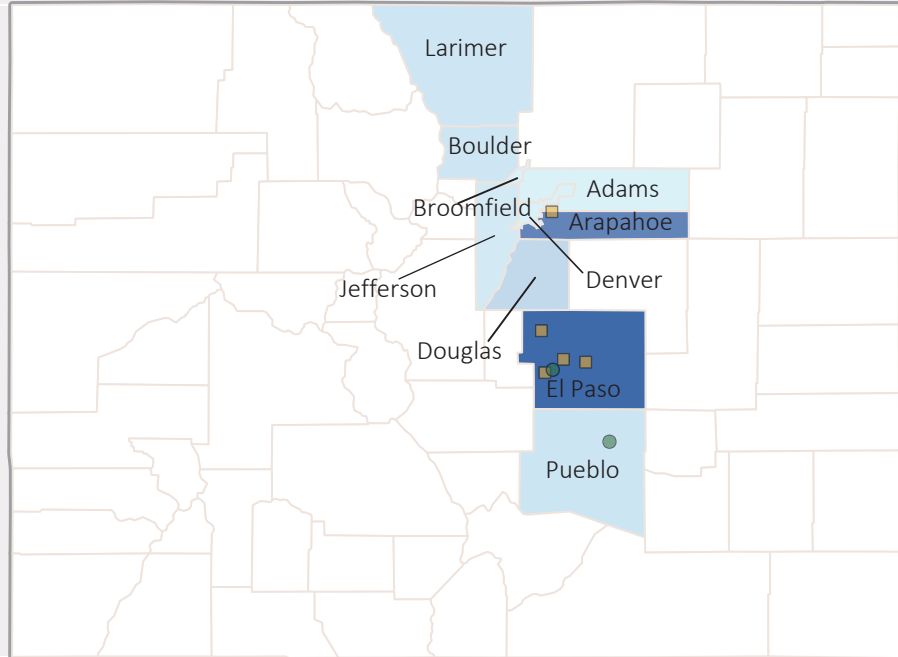 Larimer
Boulder
Adams
Broomfield
Arapahoe
Denver
Jefferson
Douglas
El Paso
Pueblo